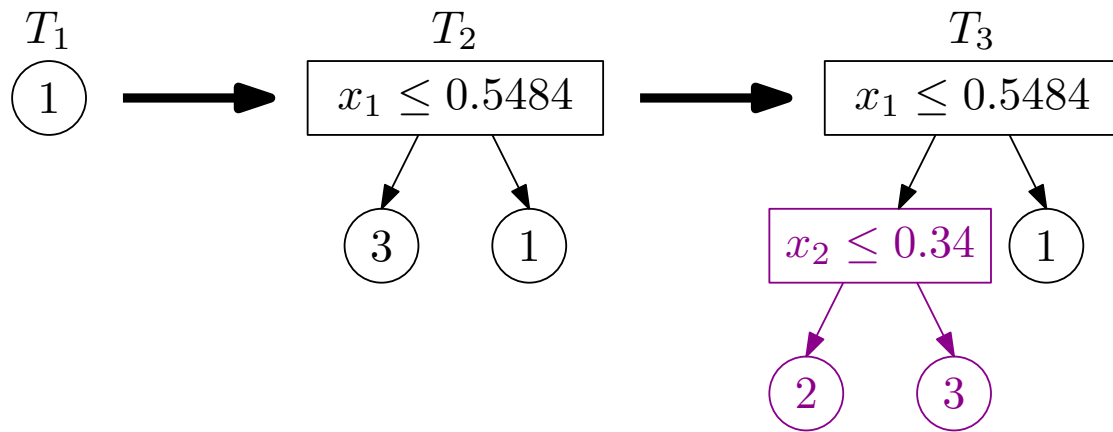 T₁ T₂ T₃
1 x₁ ≤ 0.5484 x₁ ≤ 0.5484
3 1 x₂ ≤ 0.34 1
2 3